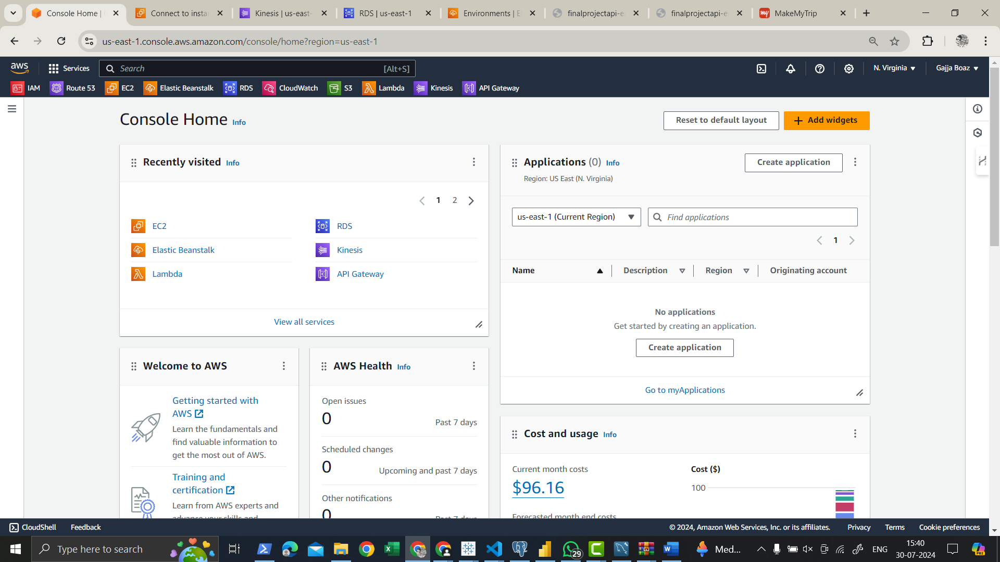 Console Home |
Connect to insta
Kinesis | us-east-
RDS | us-east-1
Environments | E
finalprojectapi-e
finalprojectapi-e
MakeMyTrip
us-east-1.console.aws.amazon.com/console/home?region=us-east-1
aws
Services
Search
[Alt+S]
N. Virginia
Gajja Boaz
IAM
Route 53
EC2
Elastic Beanstalk
RDS
CloudWatch
S3
Lambda
Kinesis
API Gateway
Console Home Info
Reset to default layout
Add widgets
Recently visited Info
1 2
EC2
RDS
Elastic Beanstalk
Kinesis
Lambda
API Gateway
View all services
Applications (0) Info
Region: US East (N. Virginia)
Create application
us-east-1 (Current Region)
Find applications
1
Name
Description
Region
Originating account
No applications
Get started by creating an application.
Create application
Go to myApplications
Welcome to AWS
Getting started with
AWS
Learn the fundamentals and
find valuable information to
get the most out of AWS.
Training and
certification
Learn from AWS experts and
advance your skills and
AWS Health Info
Open issues
0
Past 7 days
Scheduled changes
0
Upcoming and past 7 days
Other notifications
0
Past 7 days
Cost and usage Info
Current month costs
$96.16
Forecasted month end costs
Cost ($)
100
CloudShell
Feedback
© 2024, Amazon Web Services, Inc. or its affiliates.
Privacy
Terms
Cookie preferences
Type here to search
29
Med...
ENG
15:40
30-07-2024
PRE